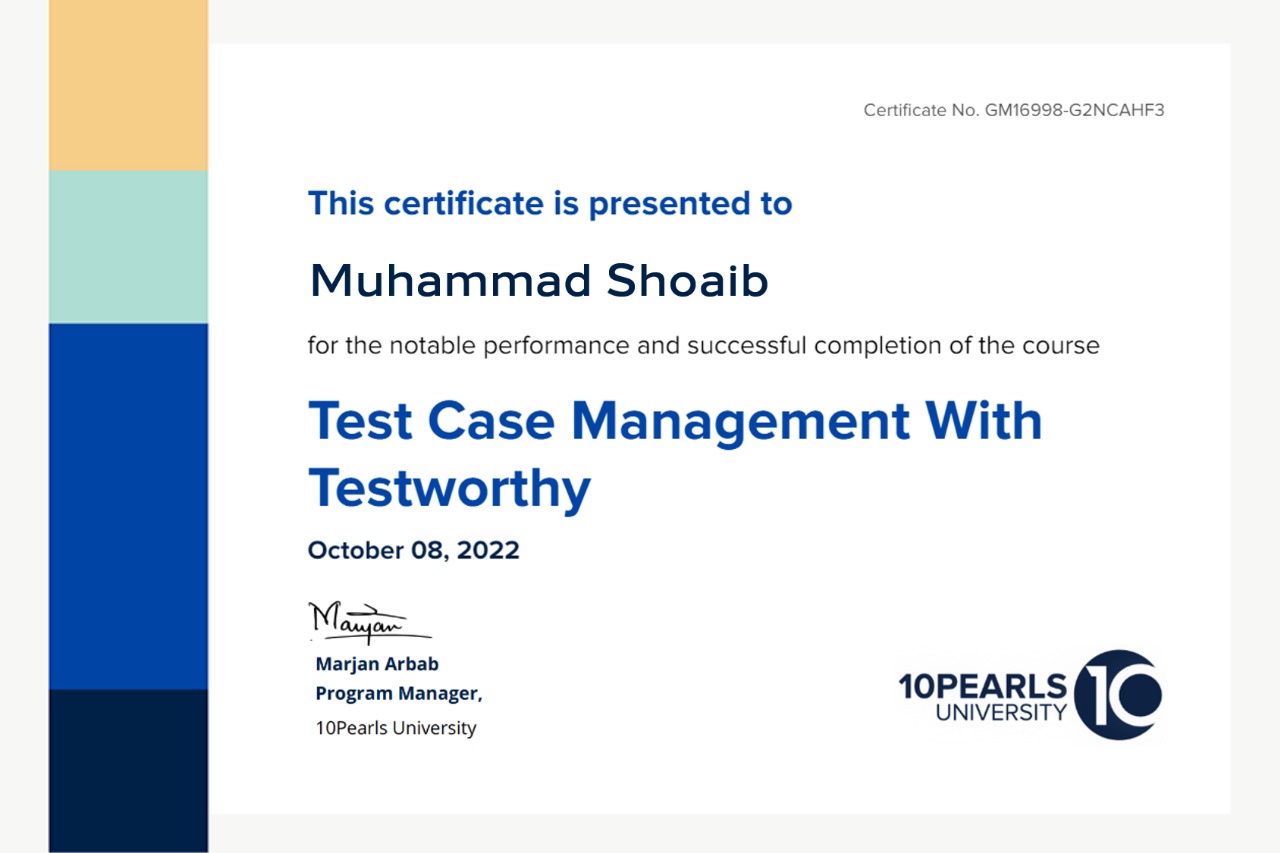 Certificate No. GM16998-G2NCAHF3
This certificate is presented to
Muhammad Shoaib
for the notable performance and successful completion of the course
Test Case Management With
Testworthy
October 08, 2022
Marjan
Marjan Arbab
Program Manager,
10Pearls University
10PEARLS
UNIVERSITY
10